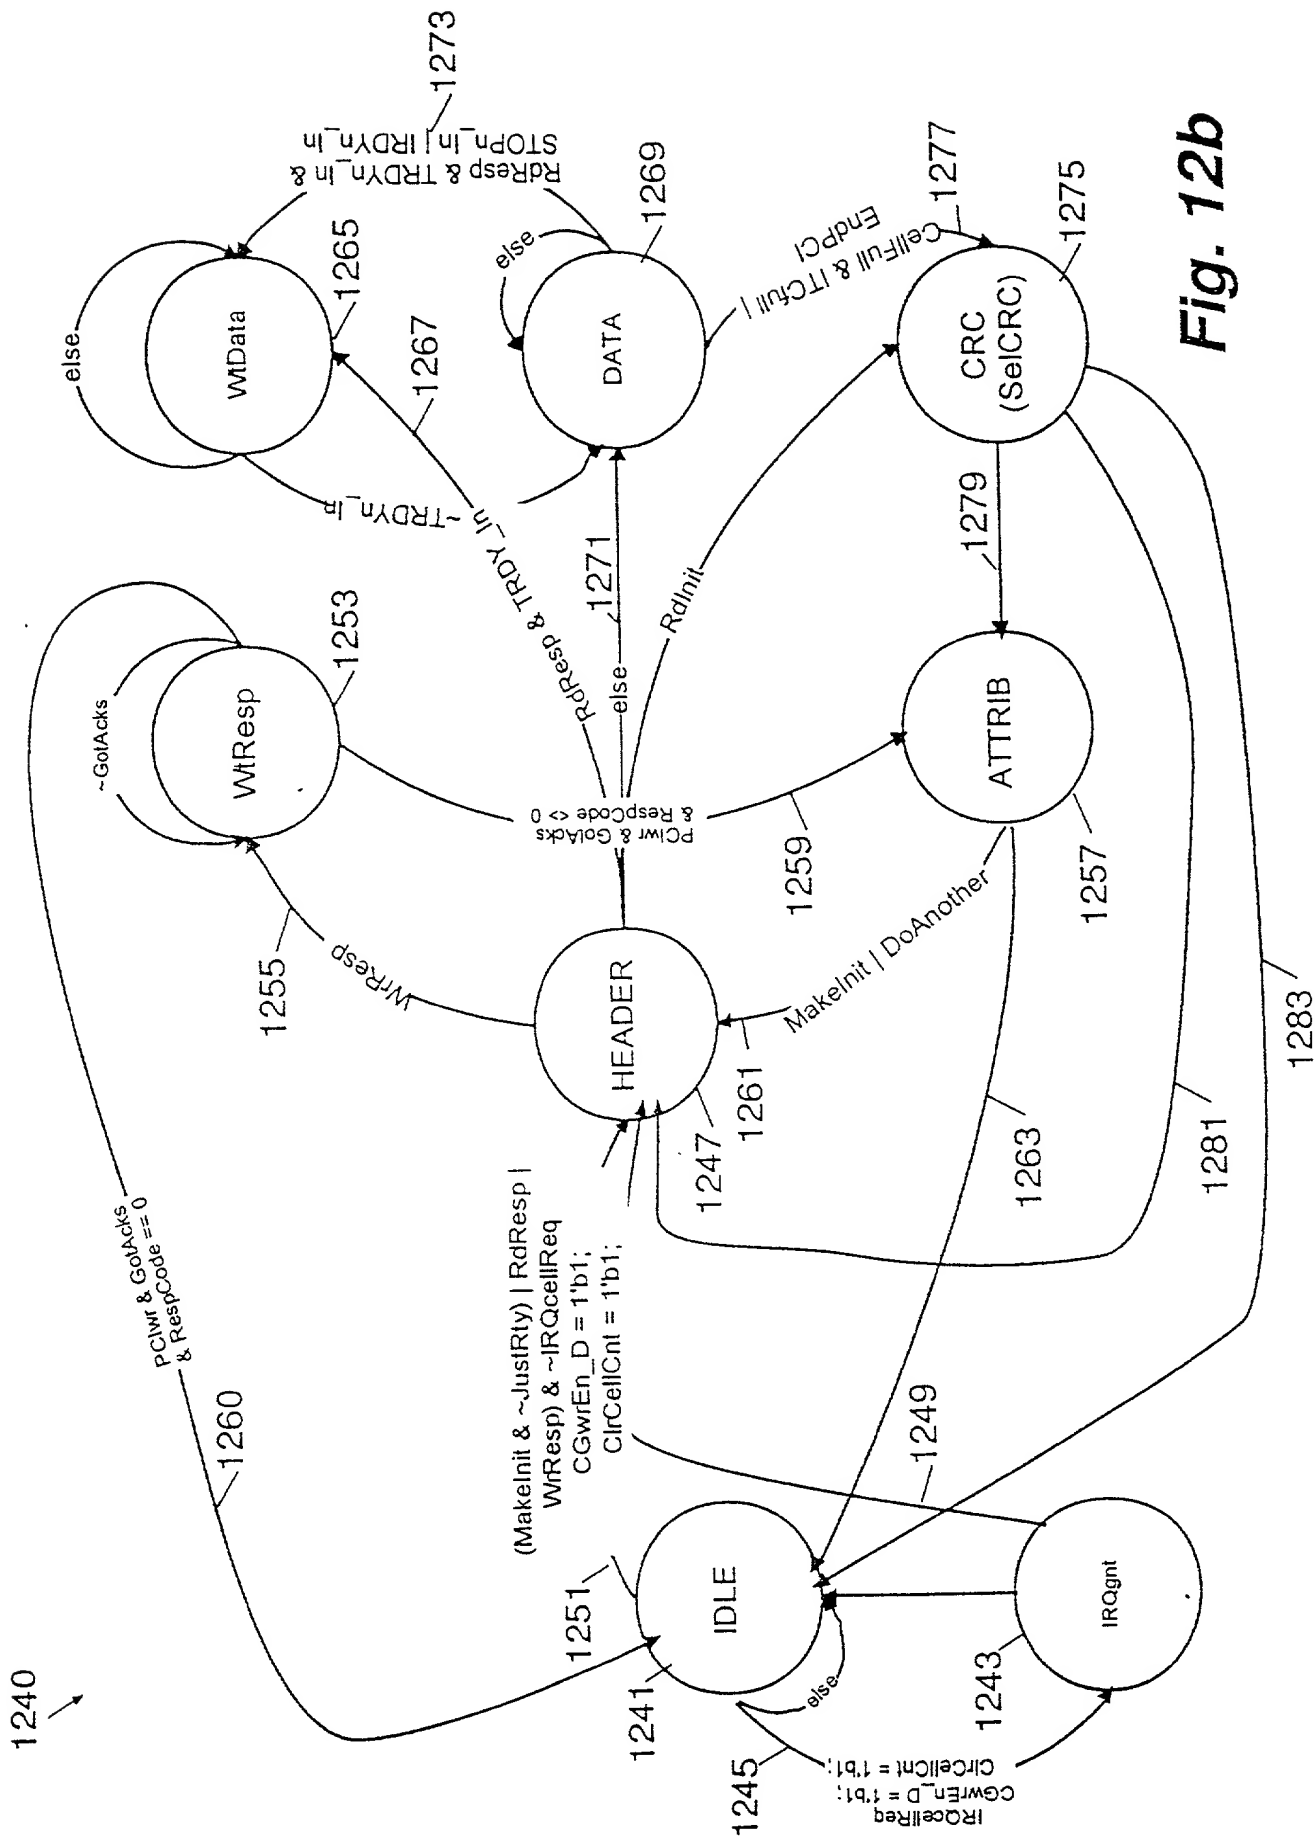 1240
1260
PCIwr & GotAcks
& RespCode == 0
~GotAcks
WtResp
1253
else
WtData
1265
RdResp & TRDYn_In &
STOPn_In | IRDYn_In
1273
1255
WrResp
~TRDYn_In
1267
RdResp & TRDY_In
else
DATA
1269
1251
1241
IDLE
else
(MakeInit & ~JustRty) | RdResp |
WrResp) & ~IRQcellReq
CGwrEn_D = 1'b1;
ClrCellCnt = 1'b1;
HEADER
1247
PCIwr & GotAcks
& RespCode <> 0
else
1271
RdInit
CellFull & ITCfull |
EndPCI
1277
1261
MakeInit | DoAnother
1259
ATTRIB
1257
1279
CRC
(SelCRC)
1275
1245
IRQcellReq
CGwrEn_D = 1'b1;
ClrCellCnt = 1'b1;
1243
IRQgnt
1249
1263
1281
1283
Fig. 12b